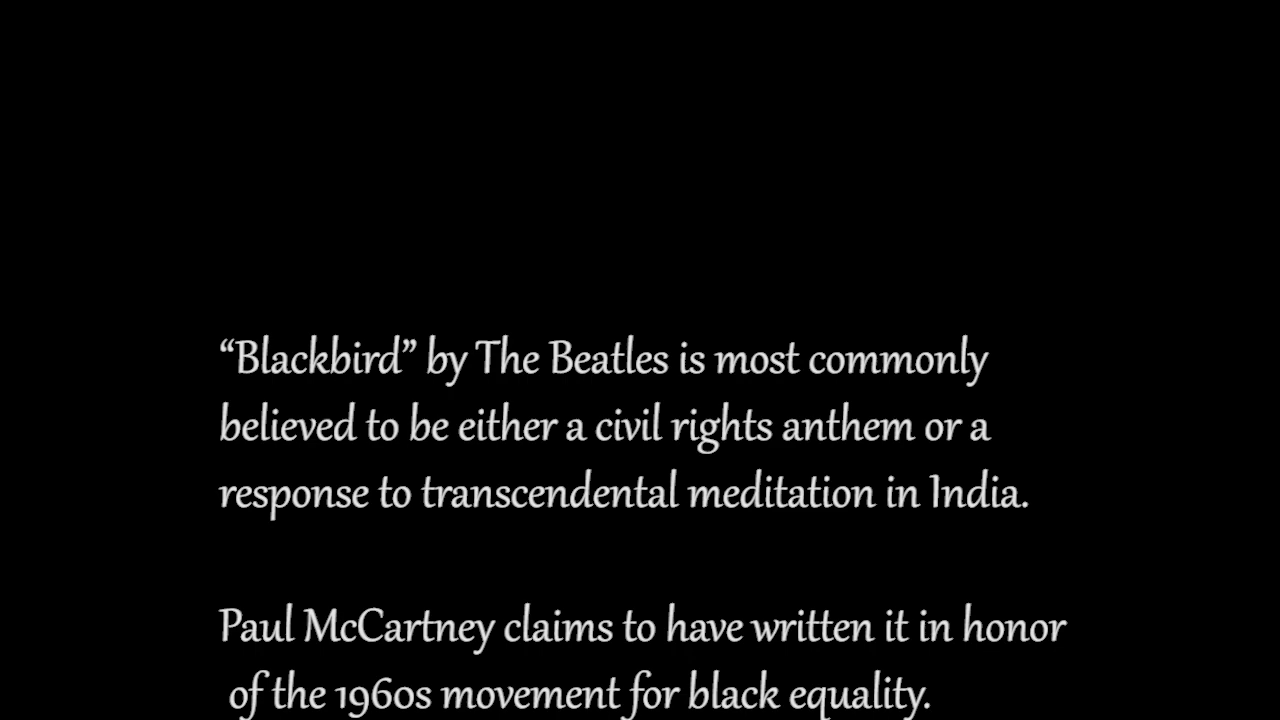 “Blackbird” by The Beatles is most commonly
believed to be either a civil rights anthem or a
response to transcendental meditation in India.
Paul McCartney claims to have written it in honor
of the 1960s movement for black equality.